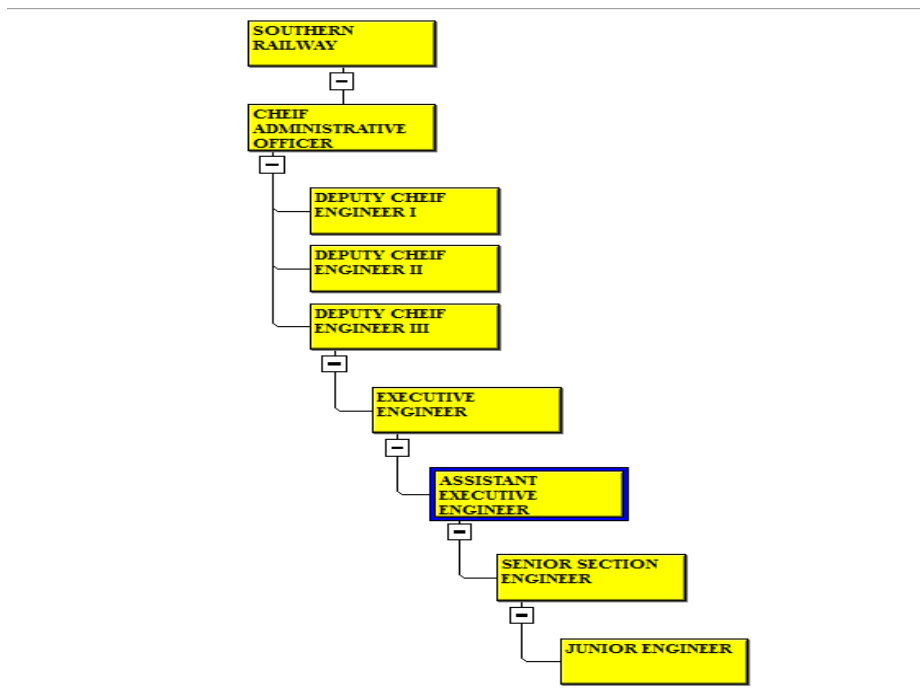 SOUTHERN
RAILWAY
CHEIF
ADMINISTRATIVE
OFFICER
DEPUTY CHEIF
ENGINEER I
DEPUTY CHEIF
ENGINEER II
DEPUTY CHEIF
ENGINEER III
EXECUTIVE
ENGINEER
ASSISTANT
EXECUTIVE
ENGINEER
SENIOR SECTION
ENGINEER
JUNIOR ENGINEER